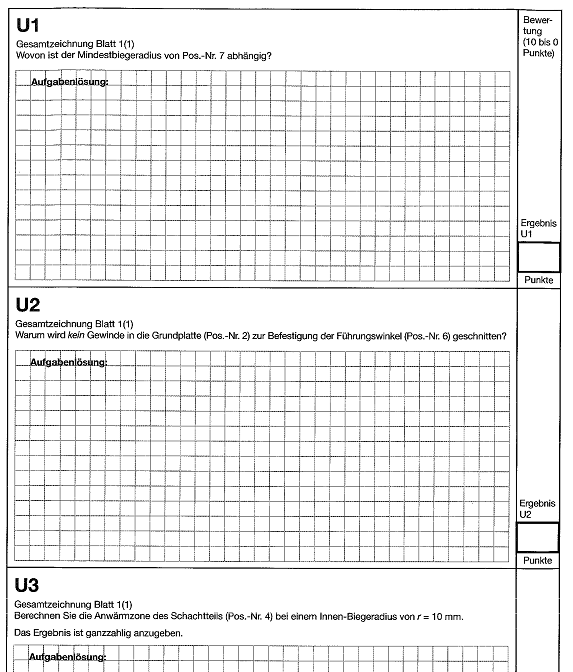 U1
Gesamtzeichnung Blatt 1(1)
Wovon ist der Mindestbiegeradius von Pos.-Nr. 7 abhängig?
Aufgabenlösung:
Bewer-
tung
(10 bis 0
Punkte)
Ergebnis
U1
Punkte
U2
Gesamtzeichnung Blatt 1(1)
Warum wird kein Gewinde in die Grundplatte (Pos.-Nr. 2) zur Befestigung der Führungswinkel (Pos.-Nr. 6) geschnitten?
Aufgabenlösung:
Ergebnis
U2
Punkte
U3
Gesamtzeichnung Blatt 1(1)
Berechnen Sie die Anwärmzone des Schachtteils (Pos.-Nr. 4) bei einem Innen-Biegeradius von r = 10 mm.
Das Ergebnis ist ganzzahlig anzugeben.
Aufgabenlösung: